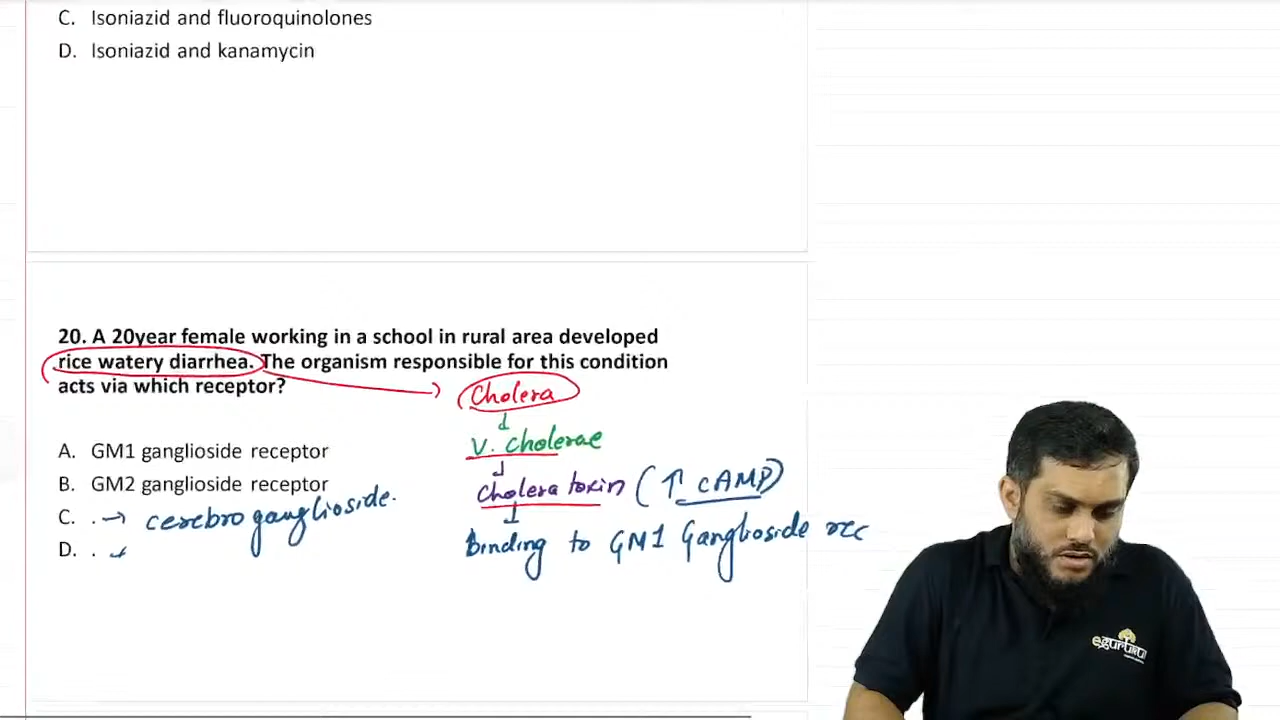 C. Isoniazid and fluoroquinolones
D. Isoniazid and kanamycin
20. A 20year female working in a school in rural area developed
rice watery diarrhea. The organism responsible for this condition
acts via which receptor?
Cholera
V. cholerae
cholera toxin (↑ cAMP)
Binding to GM1 Ganglioside rec
A. GM1 ganglioside receptor
B. GM2 ganglioside receptor
C. . → cerebroganglioside.
D. .
egurukul